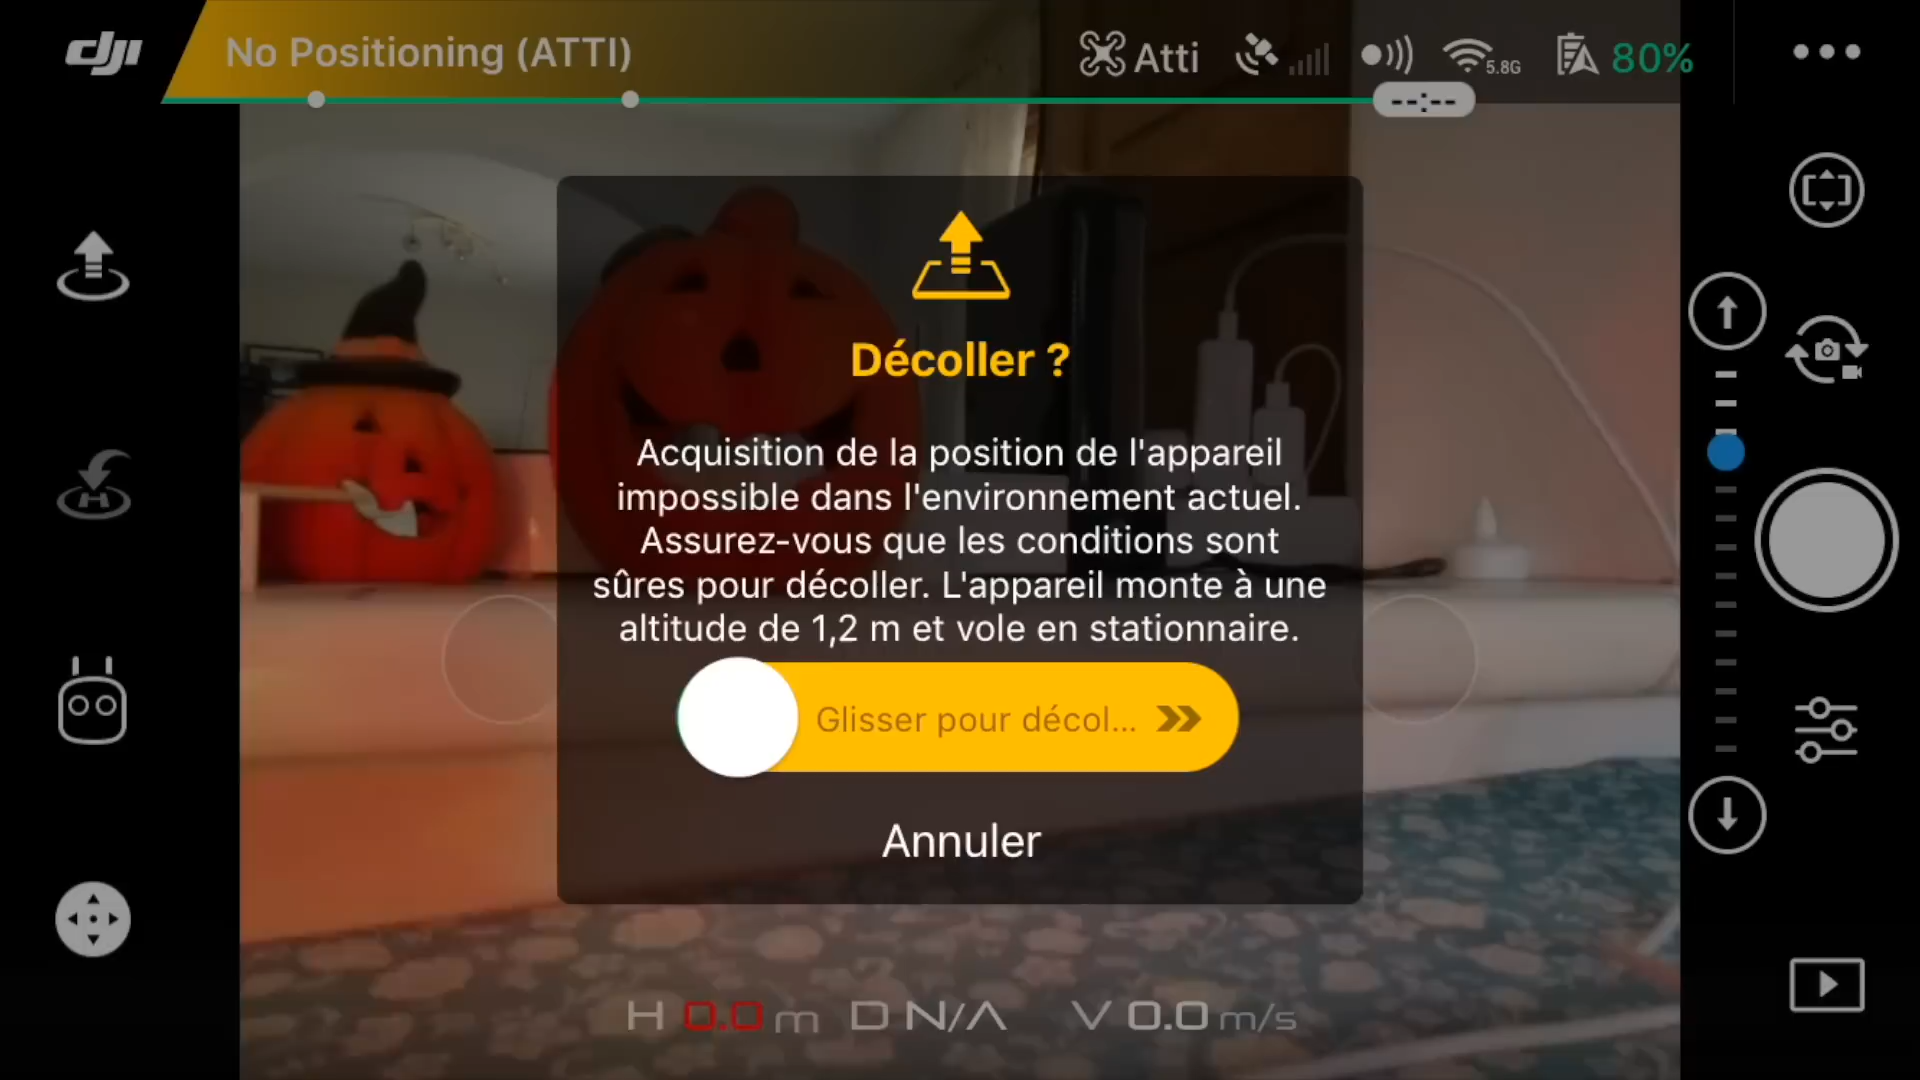 dji
No Positioning (ATTI)
Atti
5.8G
80%
--:--
Décoller ?
Acquisition de la position de l'appareil
impossible dans l'environnement actuel.
Assurez-vous que les conditions sont
sûres pour décoller. L'appareil monte à une
altitude de 1,2 m et vole en stationnaire.
Glisser pour décol...
Annuler
H 0.0 m D N/A V 0.0 m/s